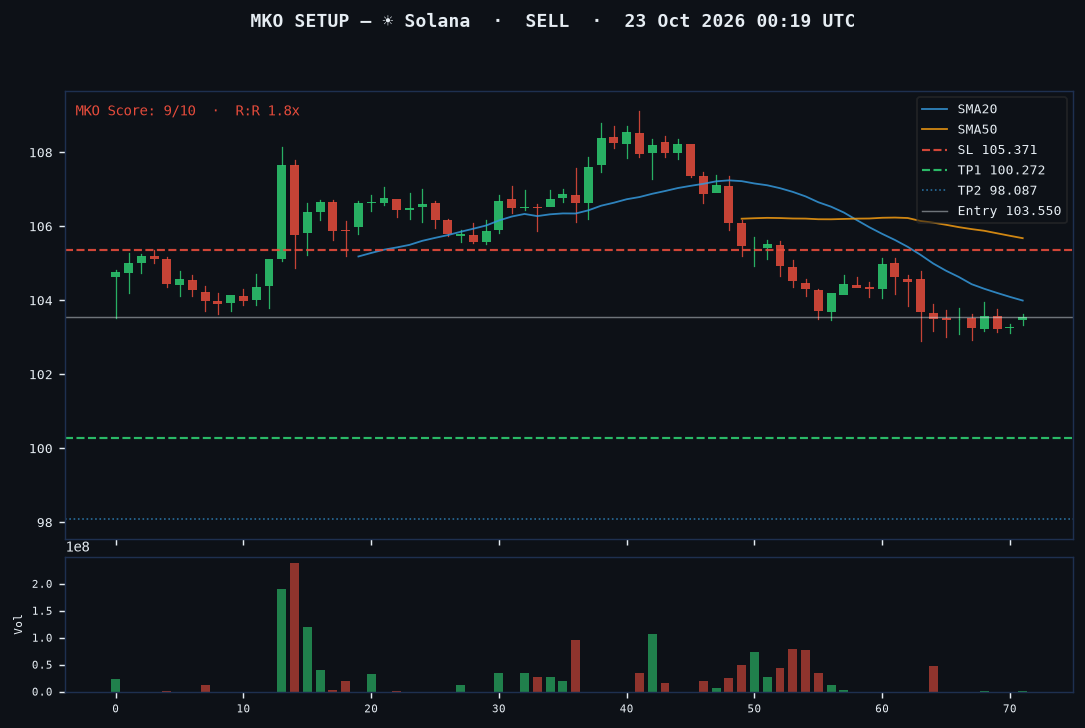 MKO SETUP — ☀ Solana · SELL · 23 Oct 2026 00:19 UTC
MKO Score: 9/10 · R:R 1.8x
SMA20
SMA50
SL 105.371
TP1 100.272
TP2 98.087
Entry 103.550
108
106
104
102
100
98
1e8
Vol
2.0
1.5
1.0
0.5
0.0
0 10 20 30 40 50 60 70